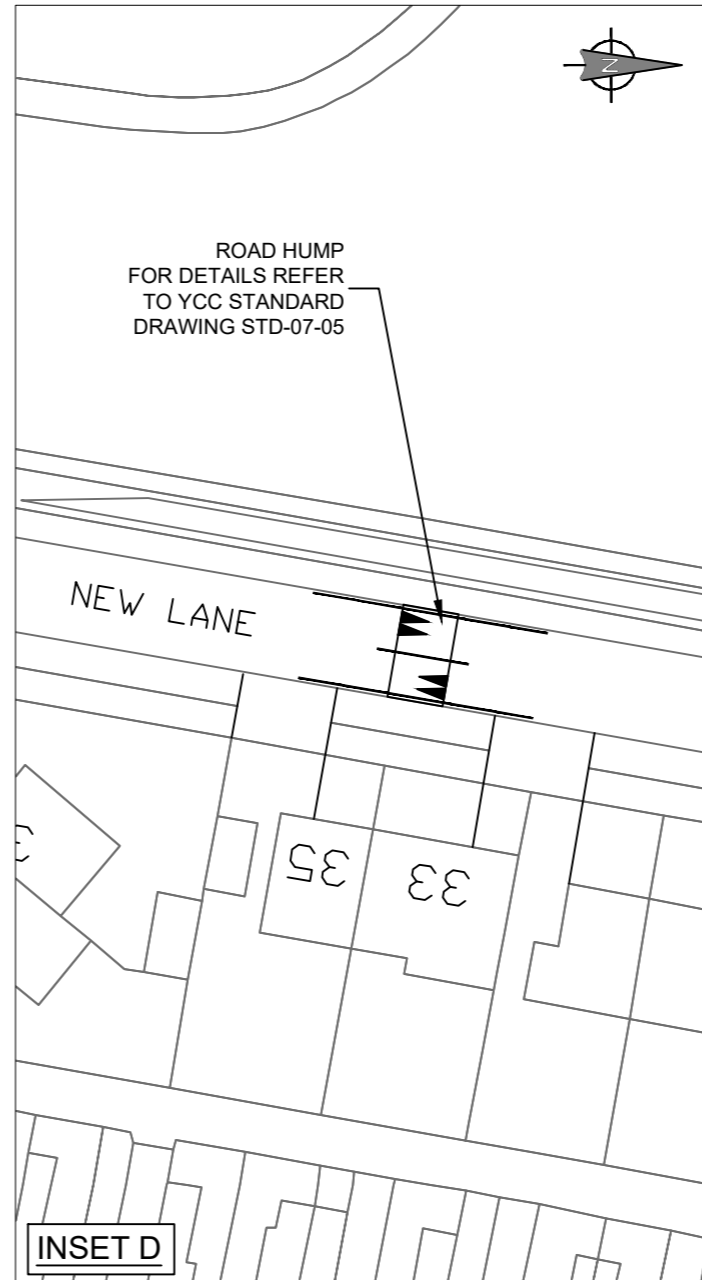 N
ROAD HUMP
FOR DETAILS REFER
TO YCC STANDARD
DRAWING STD-07-05
NEW LANE
35
33
INSET D